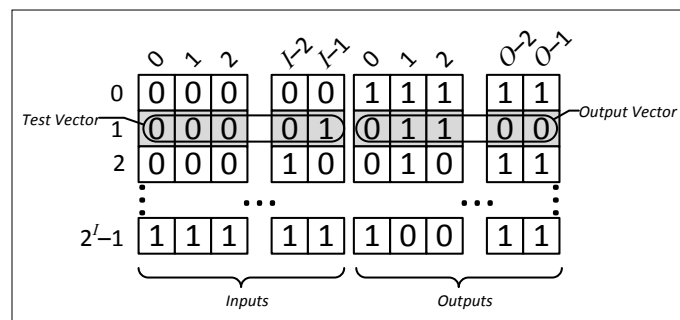 0 1 2 I–2 I–1 0 1 2 O–2 O–1
0 0 0 0 0 0 1 1 1 1 1
Test Vector 1 0 0 0 0 1 0 1 1 0 0 Output Vector
2 0 0 0 1 0 0 1 0 1 1
2^I–1 1 1 1 1 1 1 0 0 1 1
Inputs Outputs